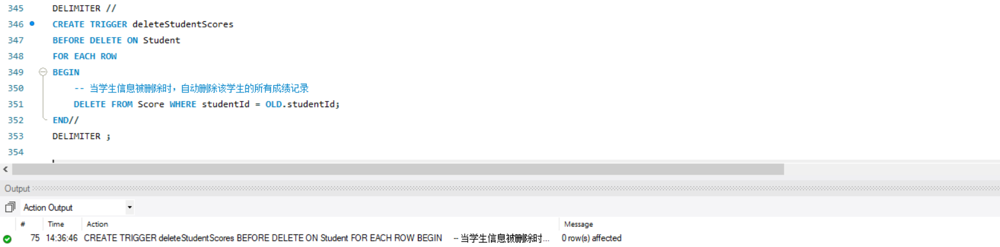 345 DELIMITER //
346 CREATE TRIGGER deleteStudentScores
347 BEFORE DELETE ON Student
348 FOR EACH ROW
349 BEGIN
350 -- 当学生信息被删除时，自动删除该学生的所有成绩记录
351 DELETE FROM Score WHERE studentId = OLD.studentId;
352 END//
353 DELIMITER ;
354
Output
Action Output
# Time Action Message
75 14:36:46 CREATE TRIGGER deleteStudentScores BEFORE DELETE ON Student FOR EACH ROW BEGIN -- 当学生信息被删除时... 0 row(s) affected